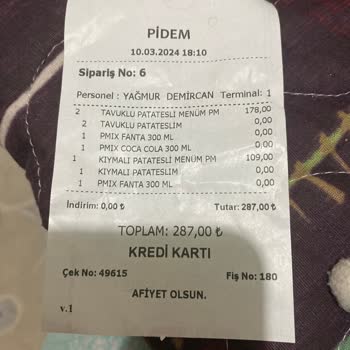 PİDEM
10.03.2024 18:10
Sipariş No: 6
Personel : YAĞMUR DEMİRCAN Terminal: 1
2 TAVUKLU PATATESLİ MENÜM PM 178,00
2 TAVUKLU PATATESLIM 0,00
1 PMIX FANTA 300 ML 0,00
1 PMIX COCA COLA 300 ML 0,00
1 KIYMALI PATATESLİ MENÜM PM 109,00
1 KIYMALI PATATESLIM 0,00
1 PMIX FANTA 300 ML 0,00
İndirim: 0,00 ₺ Tutar: 287,00 ₺
TOPLAM: 287,00 ₺
KREDİ KARTI
Çek No: 49615 Fiş No: 180
AFİYET OLSUN.
v.1